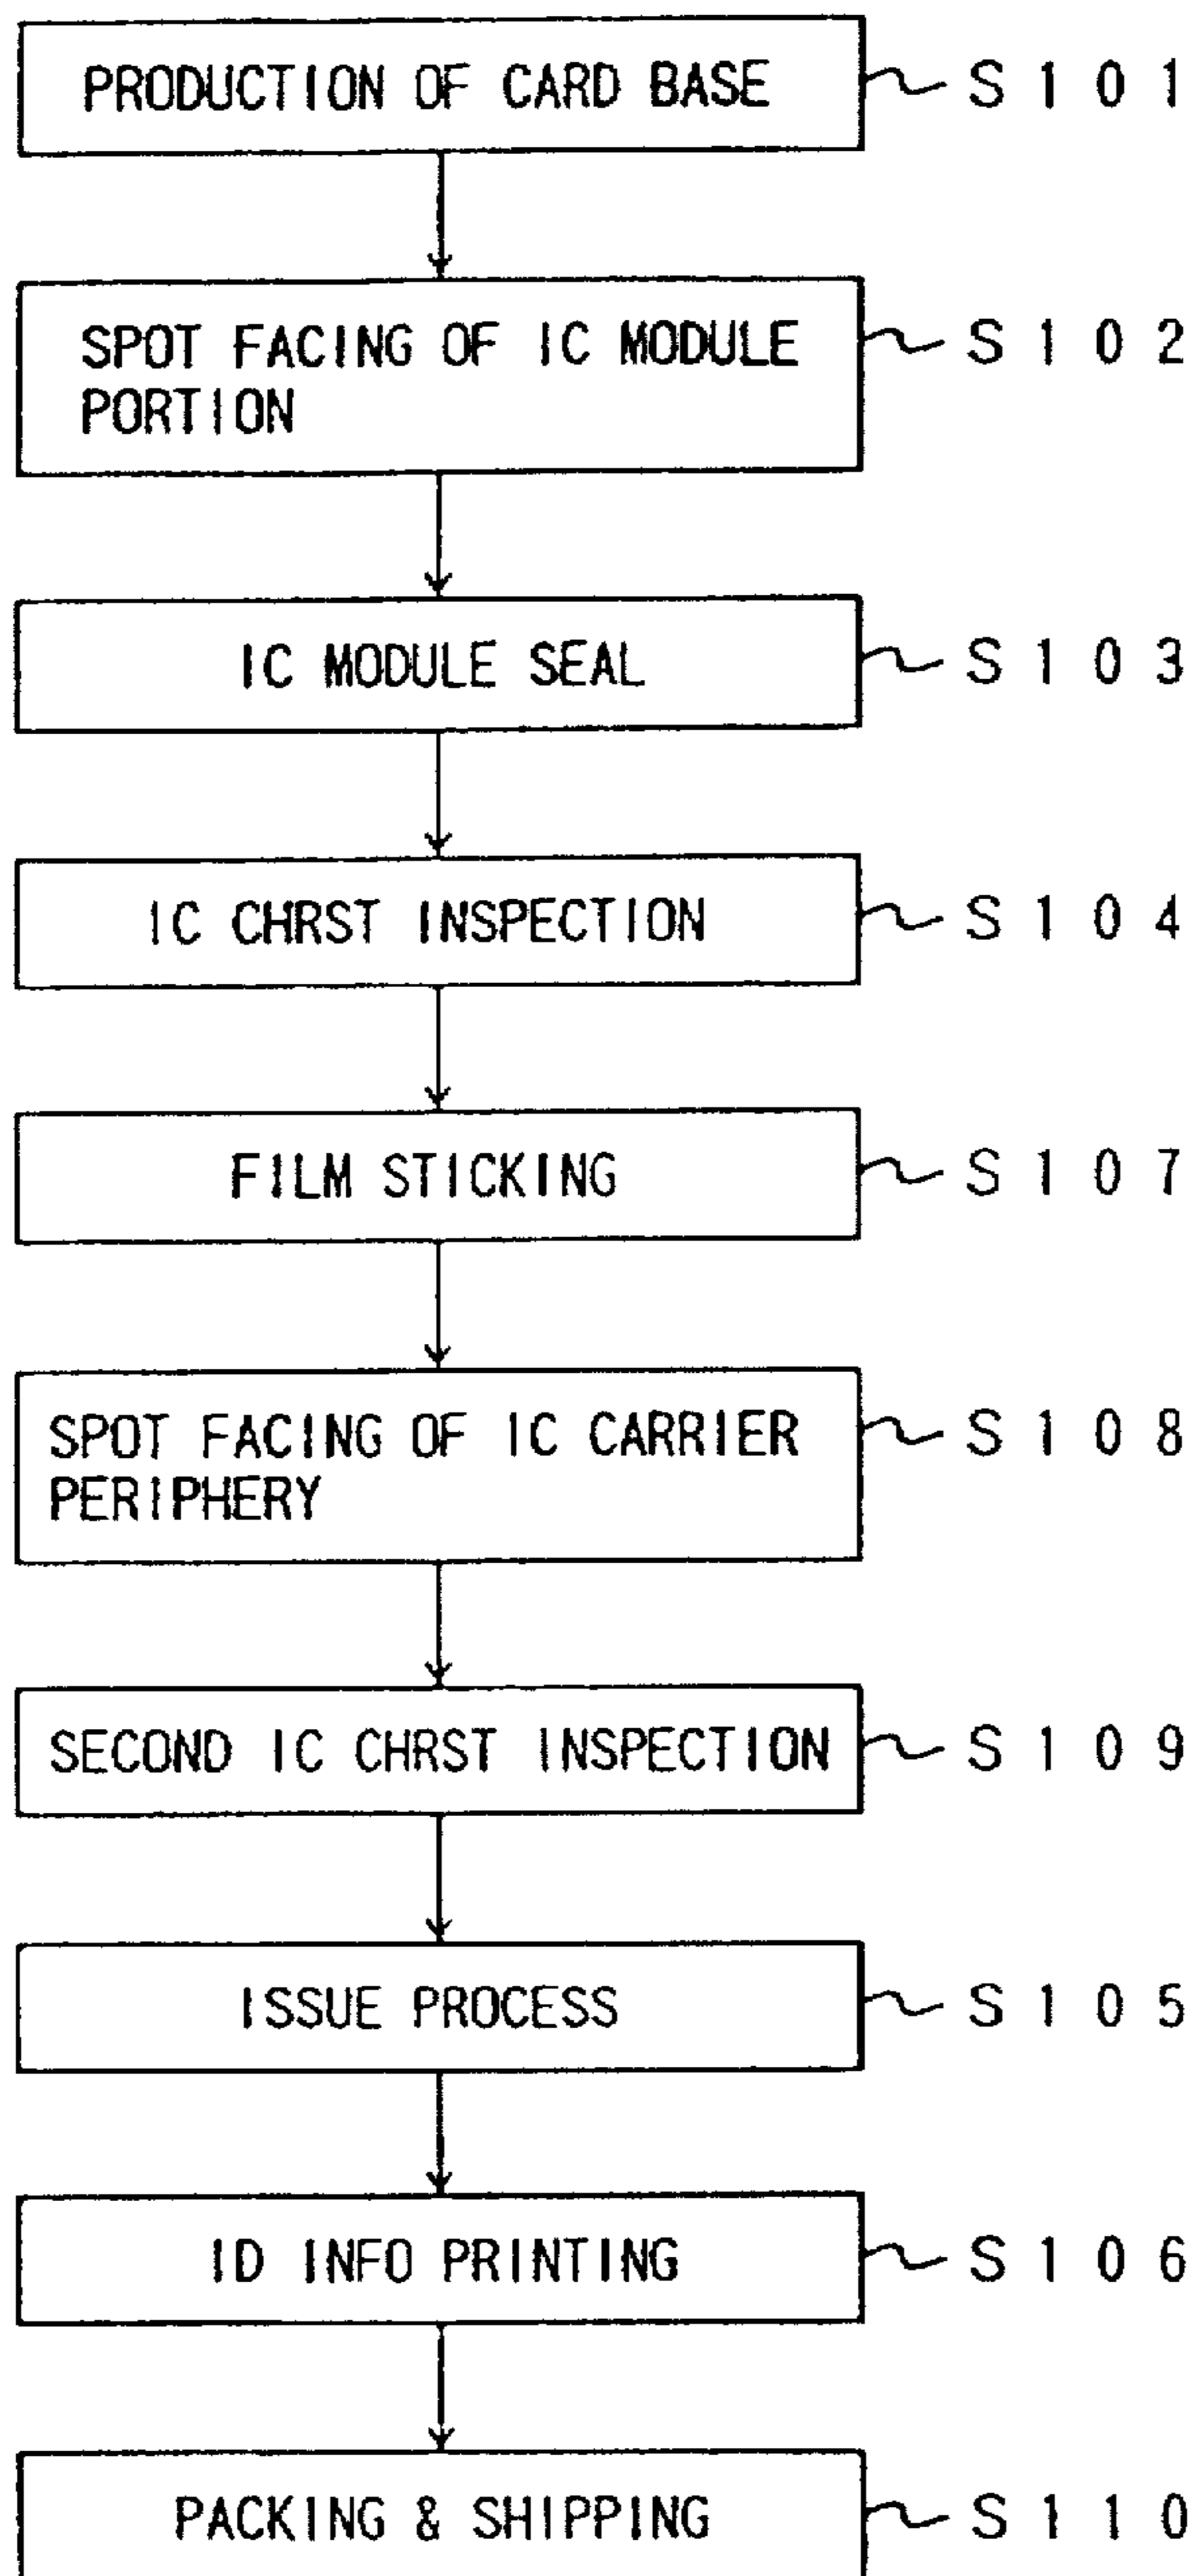 PRODUCTION OF CARD BASE S101
SPOT FACING OF IC MODULE S102
PORTION
IC MODULE SEAL S103
IC CHRST INSPECTION S104
FILM STICKING S107
SPOT FACING OF IC CARRIER S108
PERIPHERY
SECOND IC CHRST INSPECTION S109
ISSUE PROCESS S105
ID INFO PRINTING S106
PACKING & SHIPPING S110